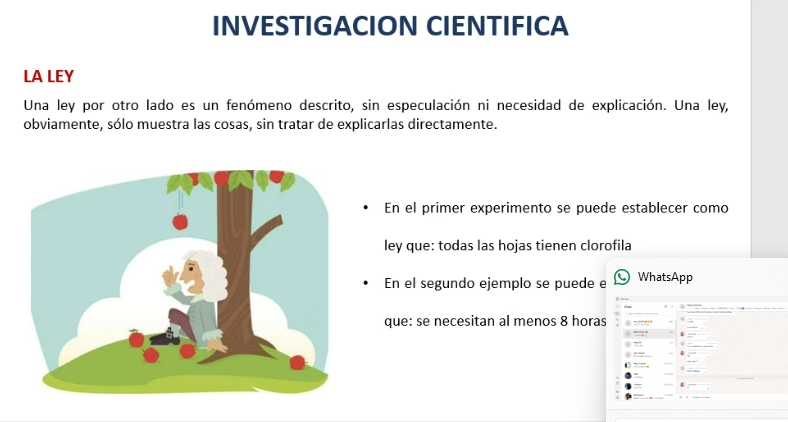 INVESTIGACION CIENTIFICA
LA LEY
Una ley por otro lado es un fenómeno descrito, sin especulación ni necesidad de explicación. Una ley,
obviamente, sólo muestra las cosas, sin tratar de explicarlas directamente.
• En el primer experimento se puede establecer como
ley que: todas las hojas tienen clorofila
• En el segundo ejemplo se puede e
que: se necesitan al menos 8 horas
WhatsApp